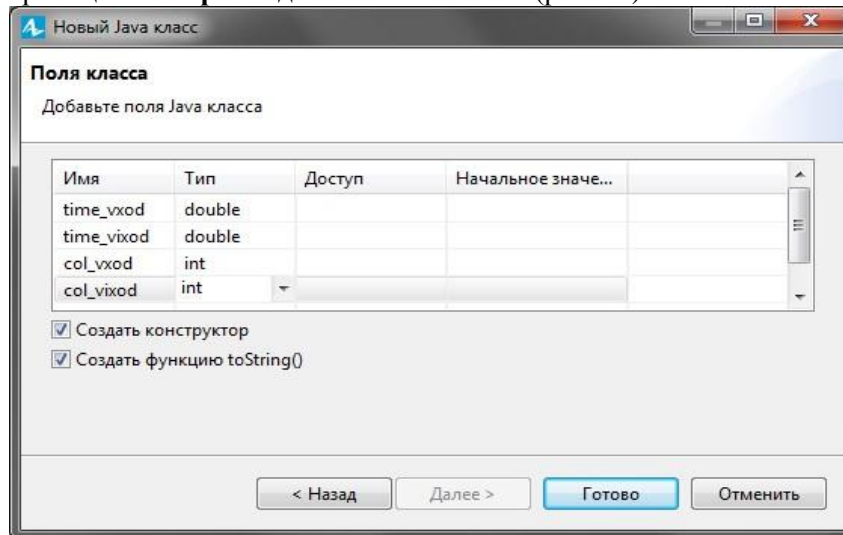 Новый Java класс
Поля класса
Добавьте поля Java класса
Имя Тип Доступ Начальное значе...
time_vxod double
time_vixod double
col_vxod int
col_vixod int
Создать конструктор
Создать функцию toString()
< Назад Далее > Готово Отменить